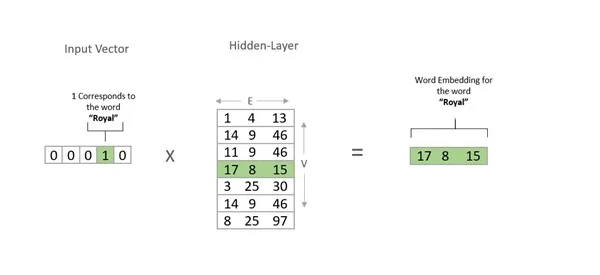 Input Vector
Hidden-Layer
1 Corresponds to
the word
“Royal”
Word Embedding for
the word
“Royal”
E
0 0 0 1 0
X
1 4 13
14 9 46
11 9 46
17 8 15
3 25 30
14 9 46
8 25 97
V
=
17 8 15